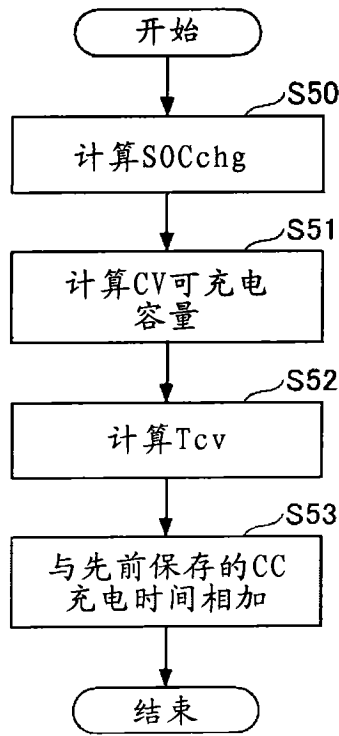 开始
S50
计算SOCchg
S51
计算CV可充电
容量
S52
计算Tcv
S53
与先前保存的CC
充电时间相加
结束